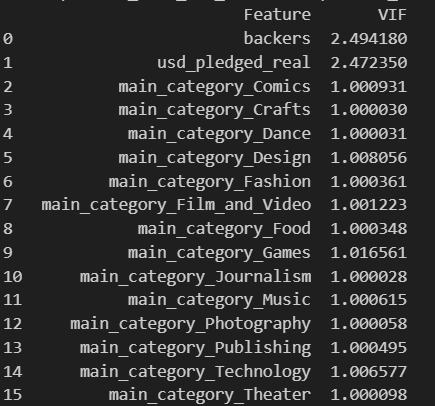 Feature VIF
0 backers 2.494180
1 usd_pledged_real 2.472350
2 main_category_Comics 1.000931
3 main_category_Crafts 1.000030
4 main_category_Dance 1.000031
5 main_category_Design 1.008056
6 main_category_Fashion 1.000361
7 main_category_Film_and_Video 1.001223
8 main_category_Food 1.000348
9 main_category_Games 1.016561
10 main_category_Journalism 1.000028
11 main_category_Music 1.000615
12 main_category_Photography 1.000058
13 main_category_Publishing 1.000495
14 main_category_Technology 1.006577
15 main_category_Theater 1.000098